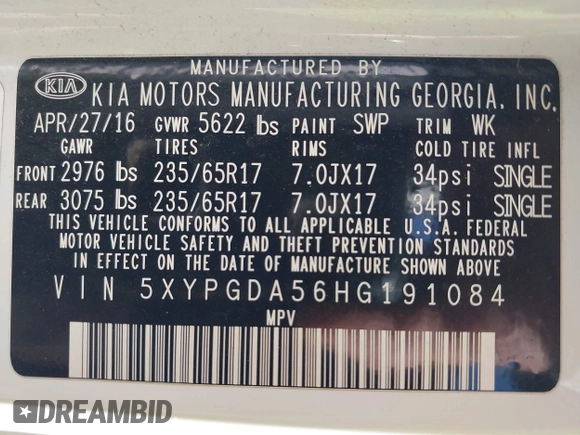 MANUFACTURED BY
KIA KIA MOTORS MANUFACTURING GEORGIA, INC.
APR/27/16 GVWR 5622 lbs PAINT SWP TRIM WK
GAWR TIRES RIMS COLD TIRE INFL
FRONT 2976 lbs 235/65R17 7.0JX17 34psi SINGLE
REAR 3075 lbs 235/65R17 7.0JX17 34psi SINGLE
THIS VEHICLE CONFORMS TO ALL APPLICABLE U.S.A. FEDERAL
MOTOR VEHICLE SAFETY AND THEFT PREVENTION STANDARDS
IN EFFECT ON THE DATE OF MANUFACTURE SHOWN ABOVE.
VIN 5XYPGDA56HG191084
MPV
DREAMBID